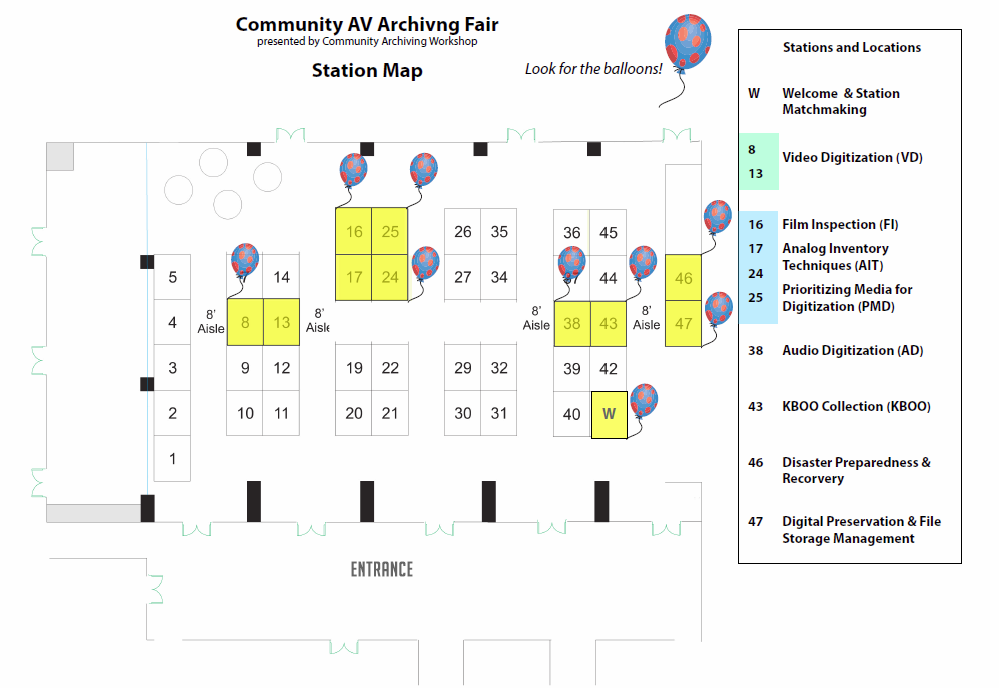 Community AV Archivng Fair
presented by Community Archiving Workshop
Station Map
Look for the balloons!
Stations and Locations
W Welcome & Station
Matchmaking
8 Video Digitization (VD)
13
16 Film Inspection (FI)
17 Analog Inventory
Techniques (AIT)
24
25 Prioritizing Media for
Digitization (PMD)
38 Audio Digitization (AD)
43 KBOO Collection (KBOO)
46 Disaster Preparedness &
Recorvery
47 Digital Preservation & File
Storage Management
16 25 26 35 36 45
5 7 14 17 24 27 34 37 44 46
4 8' Aisle 8 13 8' Aisle 8' Aisle 38 43 8' Aisle 47
3 9 12 19 22 29 32 39 42
2 10 11 20 21 30 31 40 W
1
ENTRANCE